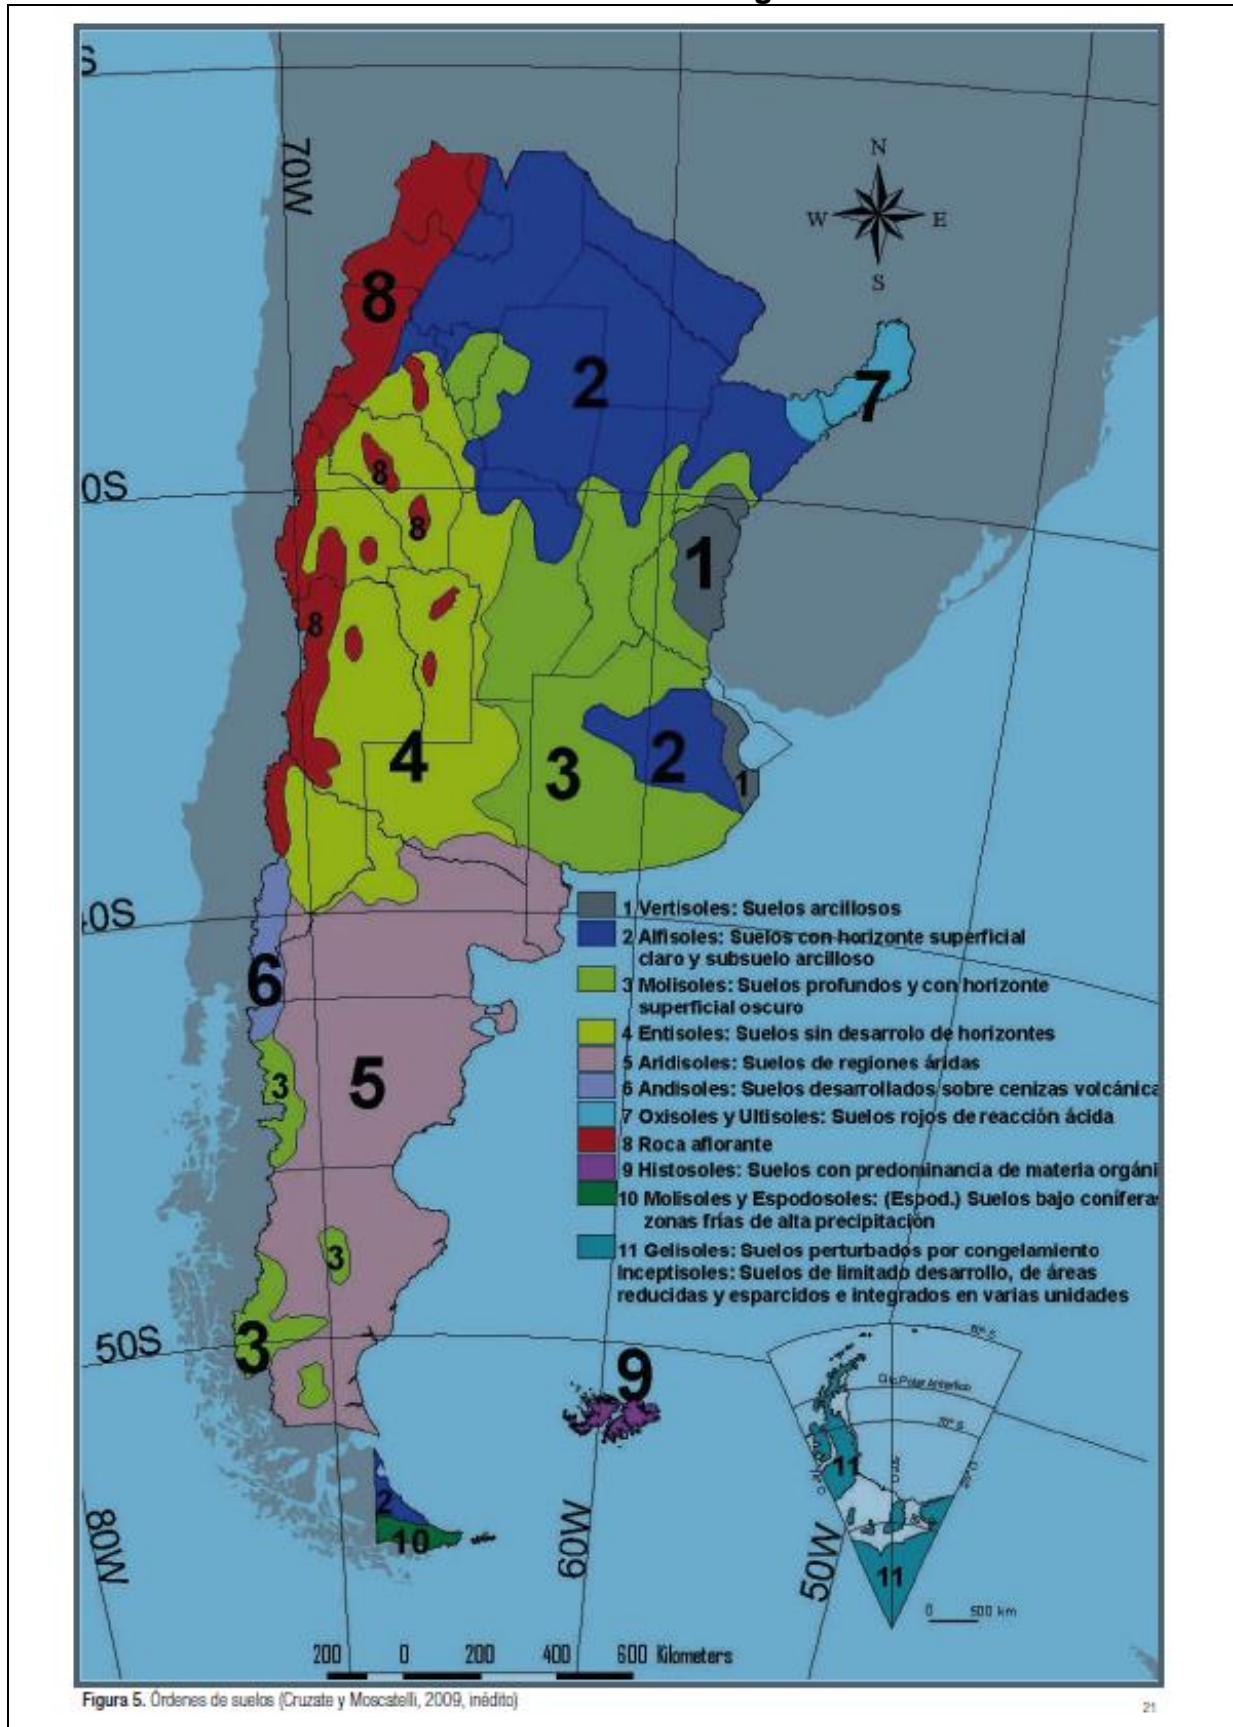 S
70W
N
W
E
S
8
2
7
0S
8
8
1
8
4
3
2
1
40S
6
5
3
3
50S
3
9
2
10
80W
60W
50W
1 Vertisoles: Suelos arcillosos
2 Alfisoles: Suelos con horizonte superficial
claro y subsuelo arcilloso
3 Molisoles: Suelos profundos y con horizonte
superficial oscuro
4 Entisoles: Suelos sin desarrolo de horizontes
5 Aridisoles: Suelos de regiones áridas
6 Andisoles: Suelos desarrollados sobre cenizas volcánica
7 Oxisoles y Ultisoles: Suelos rojos de reacción ácida
8 Roca aflorante
9 Histosoles: Suelos con predominancia de materia orgáni
10 Molisoles y Espodosoles: (Espod.) Suelos bajo conífera
zonas frías de alta precipitación
11 Gelisoles: Suelos perturbados por congelamiento
Inceptisoles: Suelos de limitado desarrollo, de áreas
reducidas y esparcidos e integrados en varias unidades
60° S
Polar Antártico
70° S
11
11
0 500 km
200 0 200 400 600 Kilometers
Figura 5. Órdenes de suelos (Cruzate y Moscatelli, 2009, inédito)
21